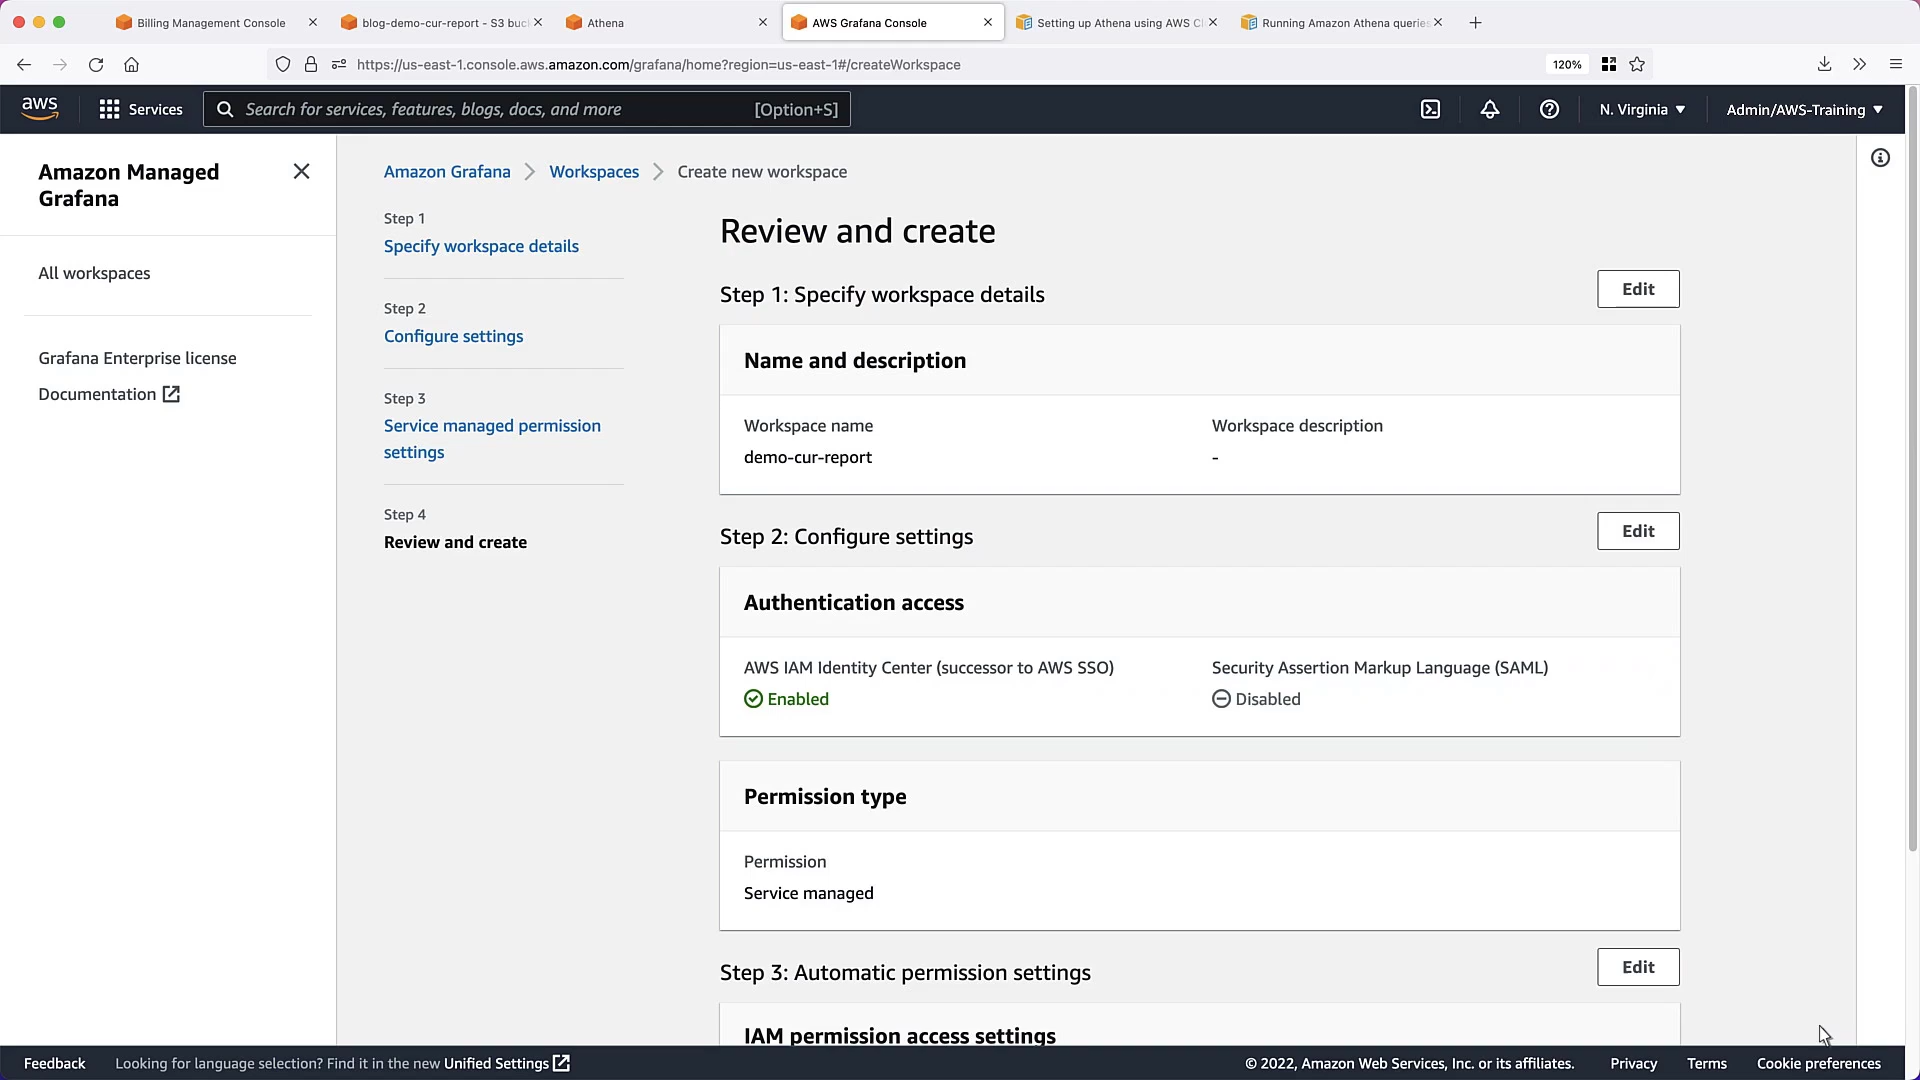 Billing Management Console
blog-demo-cur-report - S3 buc
Athena
AWS Grafana Console
Setting up Athena using AWS C
Running Amazon Athena queries
https://us-east-1.console.aws.amazon.com/grafana/home?region=us-east-1#/createWorkspace
120%
aws
Services
Search for services, features, blogs, docs, and more
[Option+S]
N. Virginia
Admin/AWS-Training
Amazon Managed
Grafana
All workspaces
Grafana Enterprise license
Documentation
Amazon Grafana
Workspaces
Create new workspace
Step 1
Specify workspace details
Step 2
Configure settings
Step 3
Service managed permission
settings
Step 4
Review and create
Review and create
Step 1: Specify workspace details
Edit
Name and description
Workspace name
Workspace description
demo-cur-report
-
Step 2: Configure settings
Edit
Authentication access
AWS IAM Identity Center (successor to AWS SSO)
Security Assertion Markup Language (SAML)
Enabled
Disabled
Permission type
Permission
Service managed
Step 3: Automatic permission settings
Edit
IAM permission access settings
Feedback
Looking for language selection? Find it in the new Unified Settings
© 2022, Amazon Web Services, Inc. or its affiliates.
Privacy
Terms
Cookie preferences